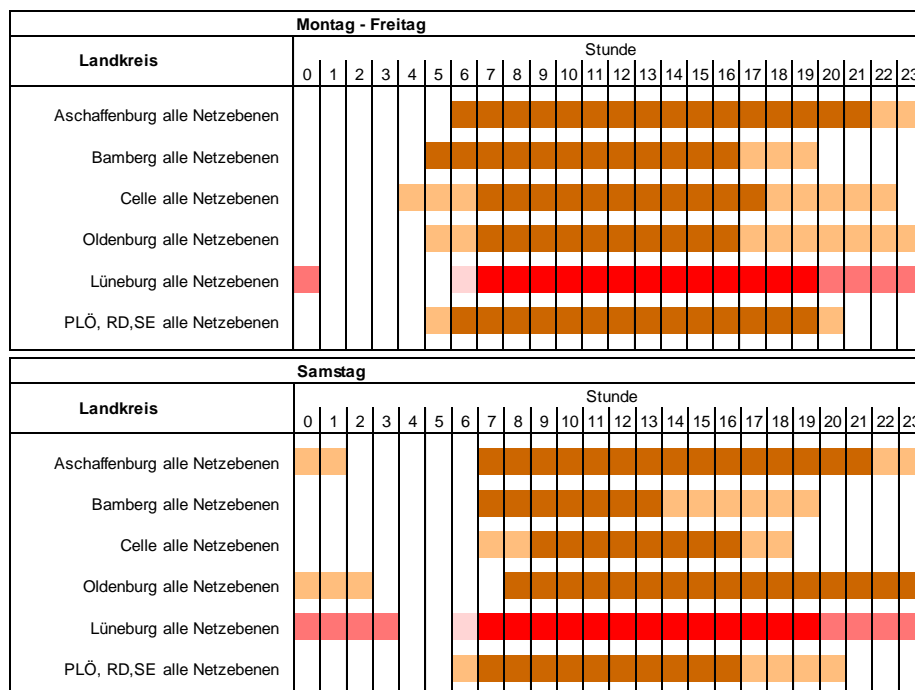 Montag - Freitag
Landkreis
Stunde
0 1 2 3 4 5 6 7 8 9 10 11 12 13 14 15 16 17 18 19 20 21 22 23
Aschaffenburg alle Netzebenen
Bamberg alle Netzebenen
Celle alle Netzebenen
Oldenburg alle Netzebenen
Lüneburg alle Netzebenen
PLÖ, RD,SE alle Netzebenen
Samstag
Landkreis
Stunde
0 1 2 3 4 5 6 7 8 9 10 11 12 13 14 15 16 17 18 19 20 21 22 23
Aschaffenburg alle Netzebenen
Bamberg alle Netzebenen
Celle alle Netzebenen
Oldenburg alle Netzebenen
Lüneburg alle Netzebenen
PLÖ, RD,SE alle Netzebenen